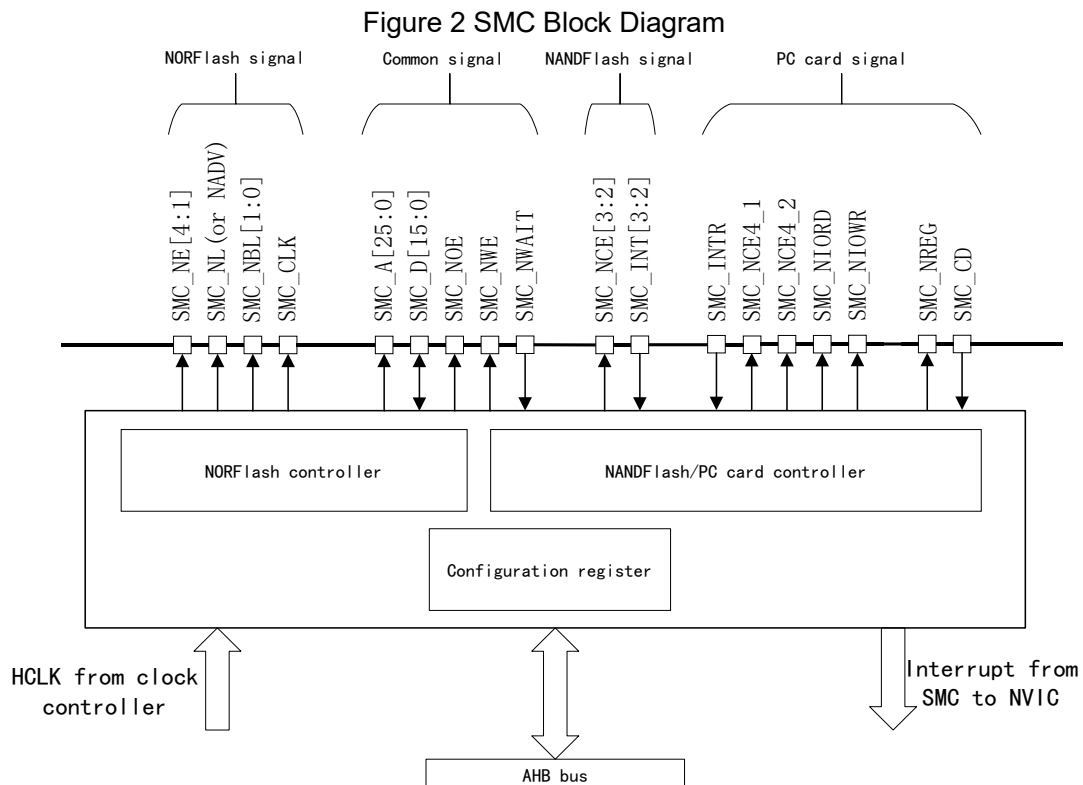 Figure 2 SMC Block Diagram
NORFlash signal
Common signal
NANDFlash signal
PC card signal
SMC_NE[4:1]
SMC_NL(or NADV)
SMC_NBL[1:0]
SMC_CLK
SMC_A[25:0]
SMC_D[15:0]
SMC_NOE
SMC_NWE
SMC_NWAIT
SMC_NCE[3:2]
SMC_INT[3:2]
SMC_INTR
SMC_NCE4_1
SMC_NCE4_2
SMC_NIORD
SMC_NIOWR
SMC_NREG
SMC_CD
NORFlash controller
NANDFlash/PC card controller
Configuration register
HCLK from clock
controller
Interrupt from
SMC to NVIC
AHB bus